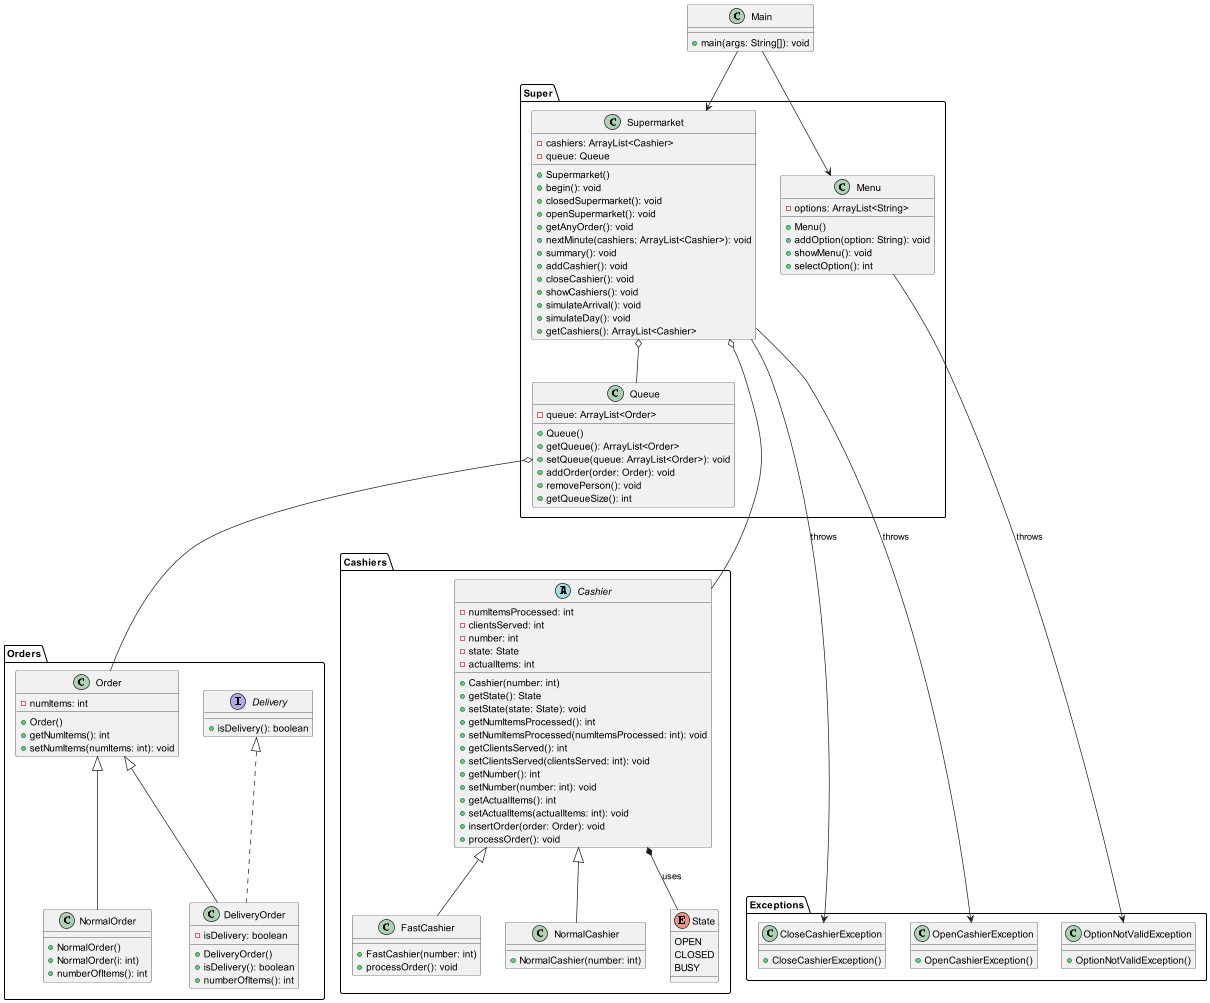 C Main
main(args: String[]): void
Super
C Supermarket
cashiers: ArrayList<Cashier>
queue: Queue
Supermarket()
begin(): void
closedSupermarket(): void
openSupermarket(): void
getAnyOrder(): void
nextMinute(cashiers: ArrayList<Cashier>): void
summary(): void
addCashier(): void
closeCashier(): void
showCashiers(): void
simulateArrival(): void
simulateDay(): void
getCashiers(): ArrayList<Cashier>
C Menu
options: ArrayList<String>
Menu()
addOption(option: String): void
showMenu(): void
selectOption(): int
C Queue
queue: ArrayList<Order>
Queue()
getQueue(): ArrayList<Order>
setQueue(queue: ArrayList<Order>): void
addOrder(order: Order): void
removePerson(): void
getQueueSize(): int
throws
throws
throws
Cashiers
A Cashier
numItemsProcessed: int
clientsServed: int
number: int
state: State
actualItems: int
Cashier(number: int)
getState(): State
setState(state: State): void
getNumItemsProcessed(): int
setNumItemsProcessed(numItemsProcessed: int): void
getClientsServed(): int
setClientsServed(clientsServed: int): void
getNumber(): int
setNumber(number: int): void
getActualItems(): int
setActualItems(actualItems: int): void
insertOrder(order: Order): void
processOrder(): void
uses
C FastCashier
FastCashier(number: int)
processOrder(): void
C NormalCashier
NormalCashier(number: int)
E State
OPEN
CLOSED
BUSY
Orders
C Order
numItems: int
Order()
getNumItems(): int
setNumItems(numItems: int): void
I Delivery
isDelivery(): boolean
C NormalOrder
NormalOrder()
NormalOrder(i: int)
numberOfItems(): int
C DeliveryOrder
isDelivery: boolean
DeliveryOrder()
isDelivery(): boolean
numberOfItems(): int
Exceptions
C CloseCashierException
CloseCashierException()
C OpenCashierException
OpenCashierException()
C OptionNotValidException
OptionNotValidException()